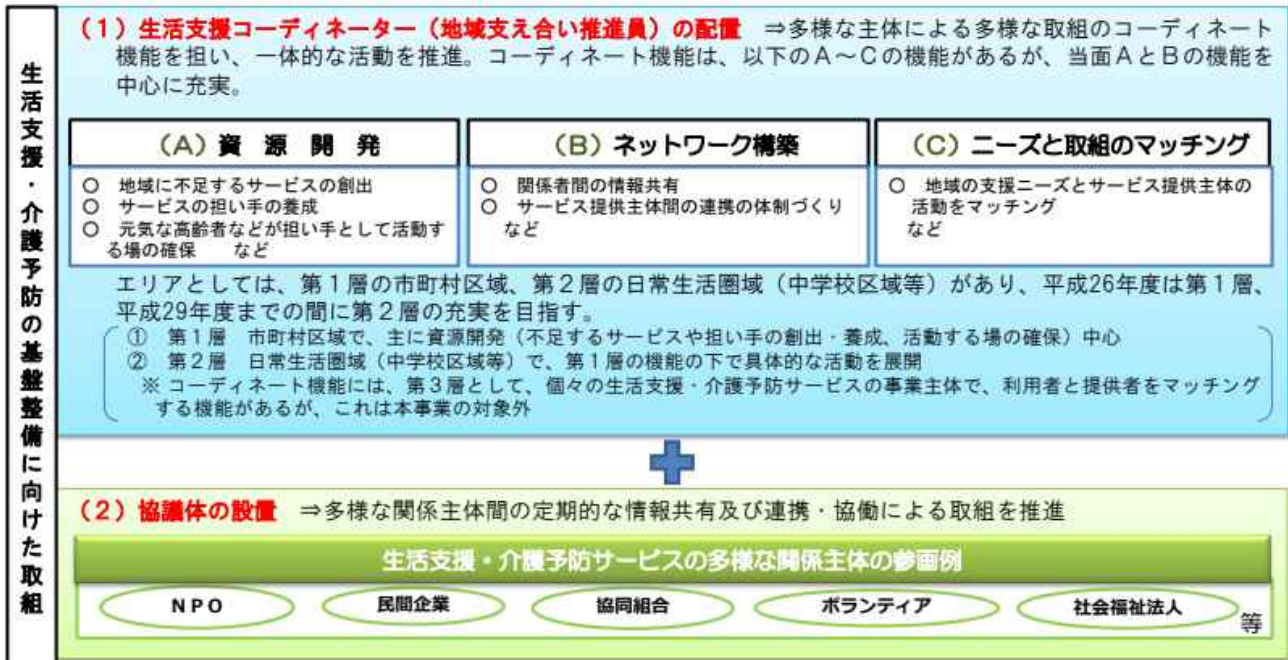 生活支援・介護予防の基盤整備に向けた取組
(1)生活支援コーディネーター(地域支え合い推進員)の配置 ⇒多様な主体による多様な取組のコーディネート
機能を担い、一体的な活動を推進。コーディネート機能は、以下のA~Cの機能があるが、当面AとBの機能を
中心に充実。
(A)資 源 開 発
○ 地域に不足するサービスの創出
○ サービスの担い手の養成
○ 元気な高齢者などが担い手として活動す
る場の確保 など
(B)ネットワーク構築
○ 関係者間の情報共有
○ サービス提供主体間の連携の体制づくり
など
(C)ニーズと取組のマッチング
○ 地域の支援ニーズとサービス提供主体の
活動をマッチング
など
エリアとしては、第1層の市町村区域、第2層の日常生活圏域(中学校区域等)があり、平成26年度は第1層、
平成29年度までの間に第2層の充実を目指す。
① 第1層 市町村区域で、主に資源開発(不足するサービスや担い手の創出・養成、活動する場の確保)中心
② 第2層 日常生活圏域(中学校区域等)で、第1層の機能の下で具体的な活動を展開
※ コーディネート機能には、第3層として、個々の生活支援・介護予防サービスの事業主体で、利用者と提供者をマッチング
する機能があるが、これは本事業の対象外
(2)協議体の設置 ⇒多様な関係主体間の定期的な情報共有及び連携・協働による取組を推進
生活支援・介護予防サービスの多様な関係主体の参画例
NPO
民間企業
協同組合
ボランティア
社会福祉法人
等